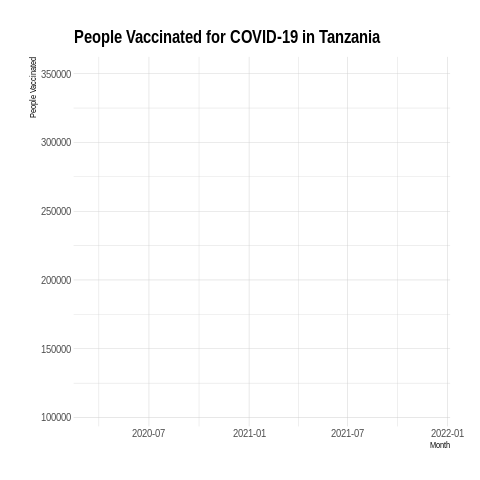 People Vaccinated for COVID-19 in Tanzania
People Vaccinated
350000
300000
250000
200000
150000
100000
2020-07 2021-01 2021-07 2022-01
Month